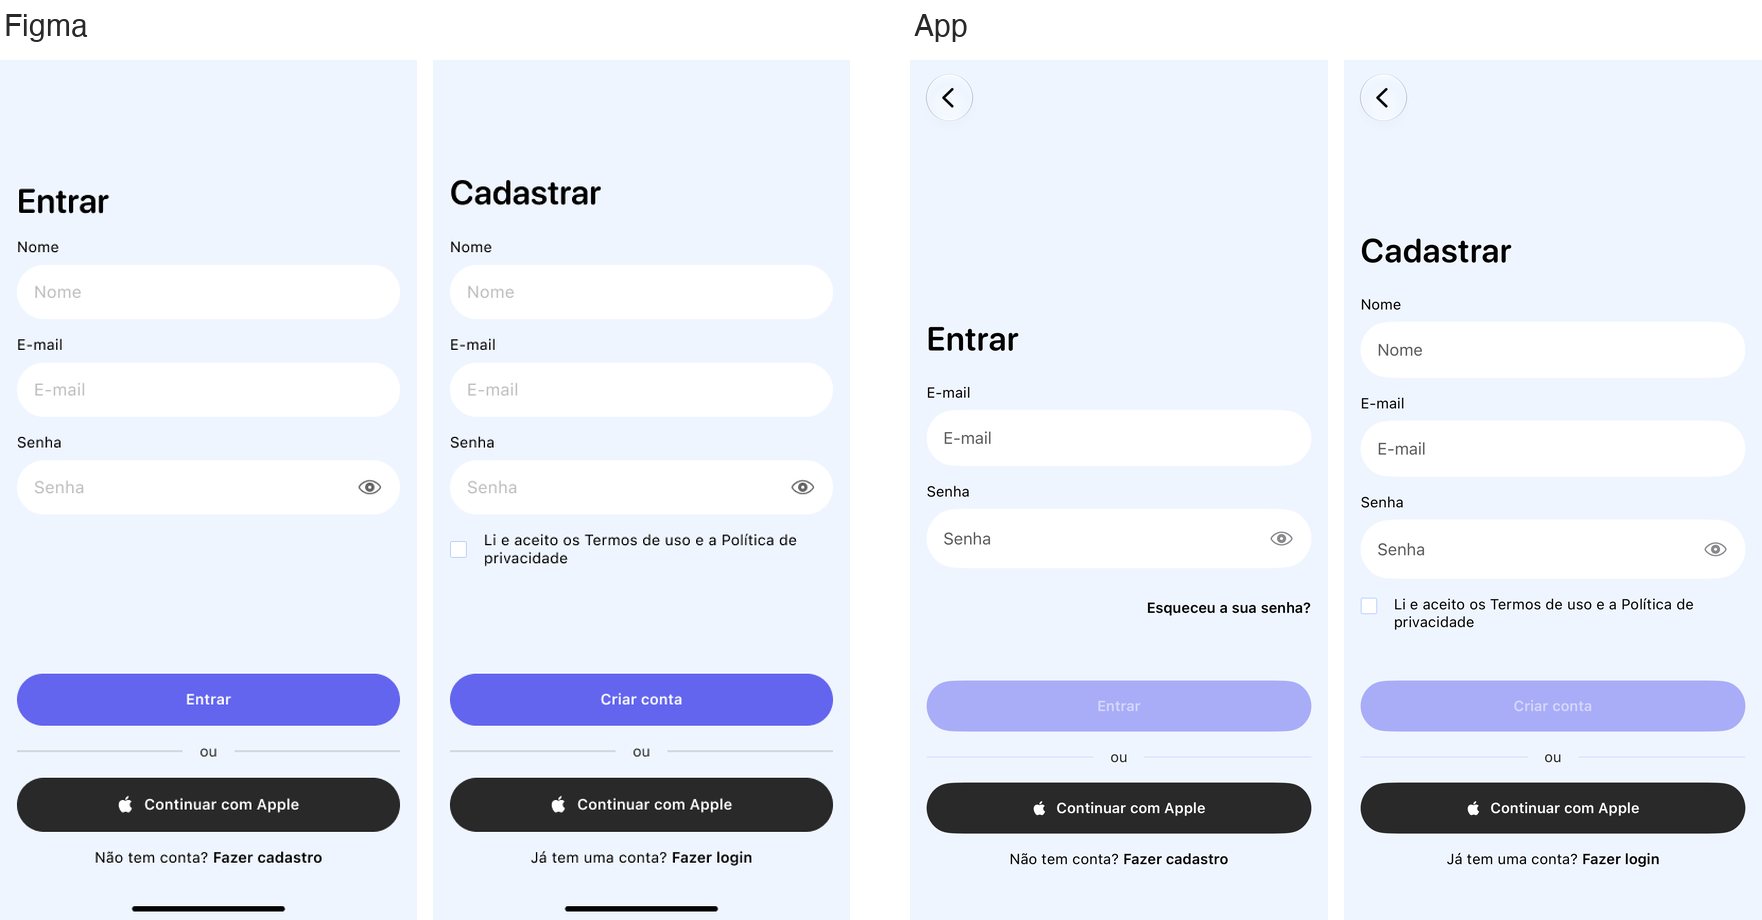 Figma
Entrar
Nome
Nome
E-mail
E-mail
Senha
Senha
Entrar
ou
Continuar com Apple
Não tem conta? Fazer cadastro
Cadastrar
Nome
Nome
E-mail
E-mail
Senha
Senha
Li e aceito os Termos de uso e a Política de
privacidade
Criar conta
ou
Continuar com Apple
Já tem uma conta? Fazer login
App
Entrar
E-mail
E-mail
Senha
Senha
Esqueceu a sua senha?
Entrar
ou
Continuar com Apple
Não tem conta? Fazer cadastro
Cadastrar
Nome
Nome
E-mail
E-mail
Senha
Senha
Li e aceito os Termos de uso e a Política de
privacidade
Criar conta
ou
Continuar com Apple
Já tem uma conta? Fazer login